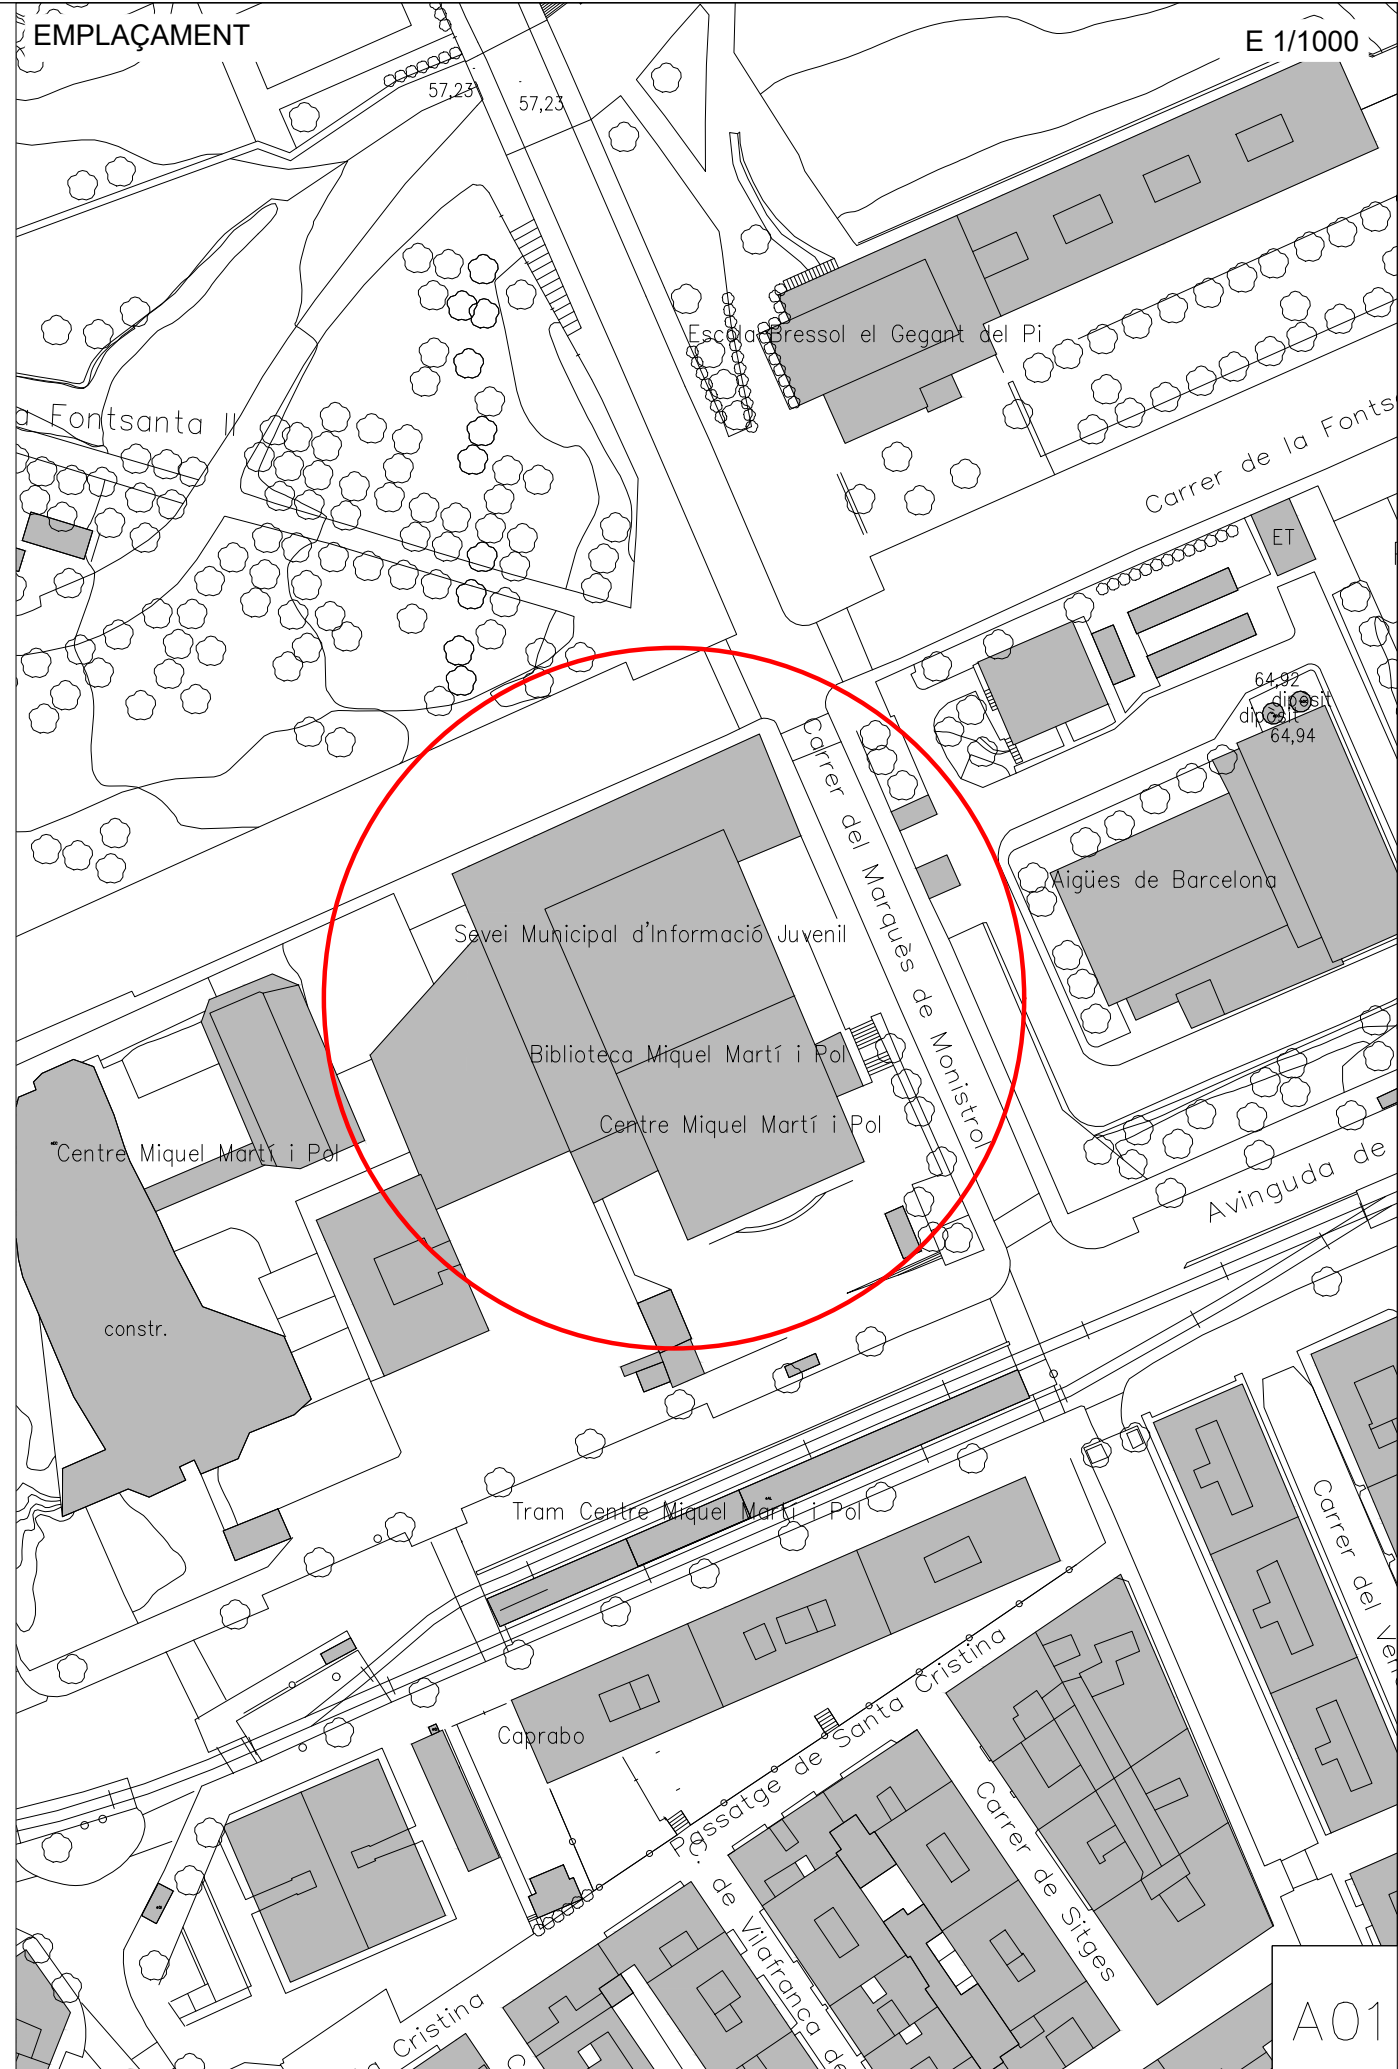 EMPLAÇAMENT
E 1/1000
57,23
57,23
Escola Bressol el Gegant del Pi
a Fontsanta II
Carrer de la Fonts
ET
64,92
dipòsit
dipòsit
64,94
Carrer del Marquès de Monistrol
Aigües de Barcelona
Sevei Municipal d'Informació Juvenil
Biblioteca Miquel Martí i Pol
Centre Miquel Martí i Pol
Centre Miquel Martí i Pol
Avinguda de
constr.
Tram Centre Miquel Martí i Pol
Carrer del Ven
Passatge de Santa Cristina
Caprabo
Carrer de Sitges
C. de Vilafranca de
a Cristina
C
A01